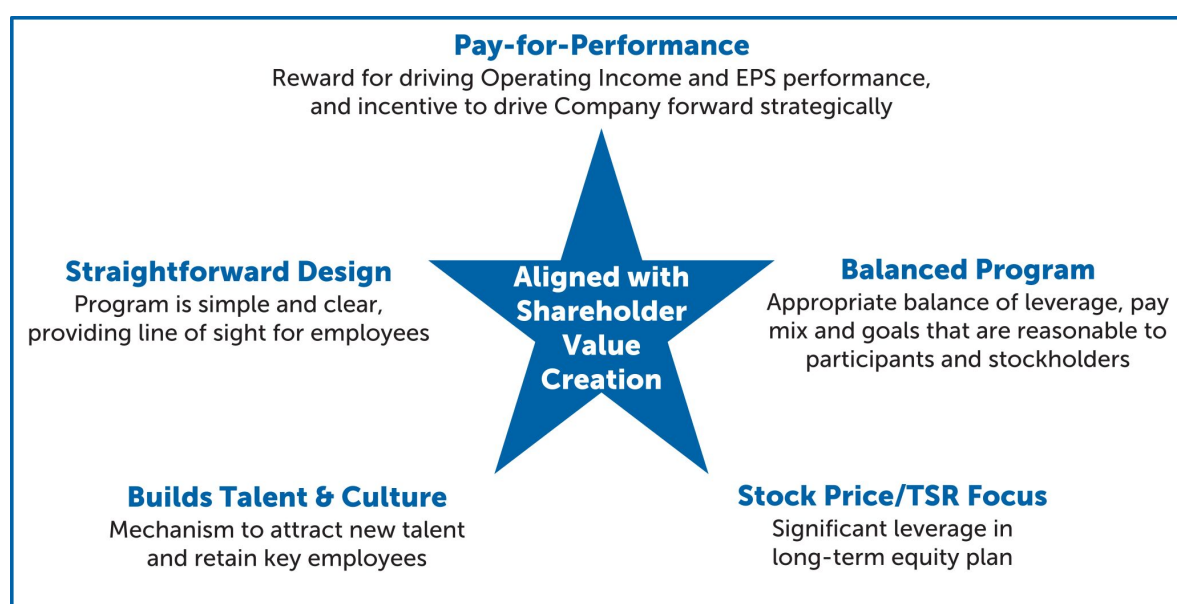 Pay-for-Performance
Reward for driving Operating Income and EPS performance,
and incentive to drive Company forward strategically
Straightforward Design
Program is simple and clear,
providing line of sight for employees
Aligned with
Shareholder
Value
Creation
Balanced Program
Appropriate balance of leverage, pay
mix and goals that are reasonable to
participants and stockholders
Builds Talent & Culture
Mechanism to attract new talent
and retain key employees
Stock Price/TSR Focus
Significant leverage in
long-term equity plan